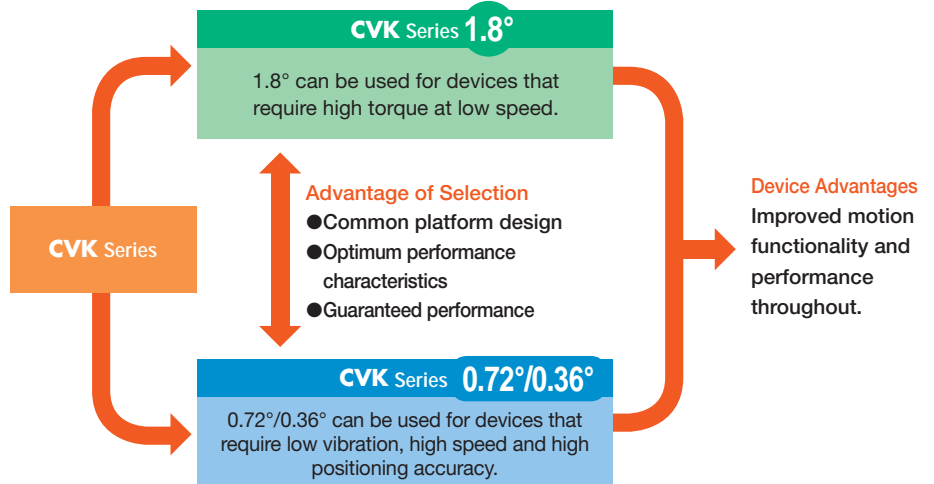 CVK Series 1.8°
1.8° can be used for devices that
require high torque at low speed.
CVK Series
Advantage of Selection
●Common platform design
●Optimum performance
characteristics
●Guaranteed performance
Device Advantages
Improved motion
functionality and
performance
throughout.
CVK Series 0.72°/0.36°
0.72°/0.36° can be used for devices that
require low vibration, high speed and high
positioning accuracy.